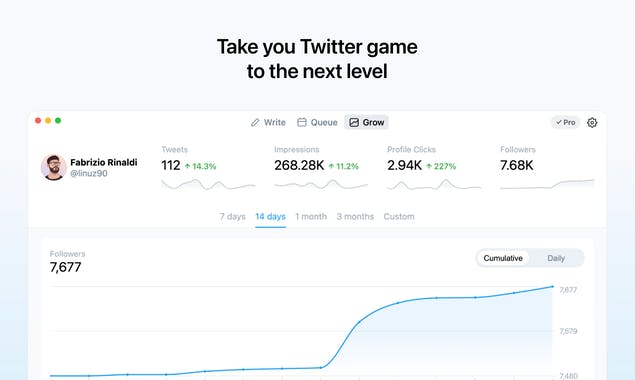 Take you Twitter game
to the next level
Write Queue Grow
Pro
Fabrizio Rinaldi
@linuz90
Tweets
112 ↑ 14.3%
Impressions
268.28K ↑ 11.2%
Profile Clicks
2.94K ↑ 227%
Followers
7.68K
7 days 14 days 1 month 3 months Custom
Followers
7,677
Cumulative Daily
7,677
7,579
7,480